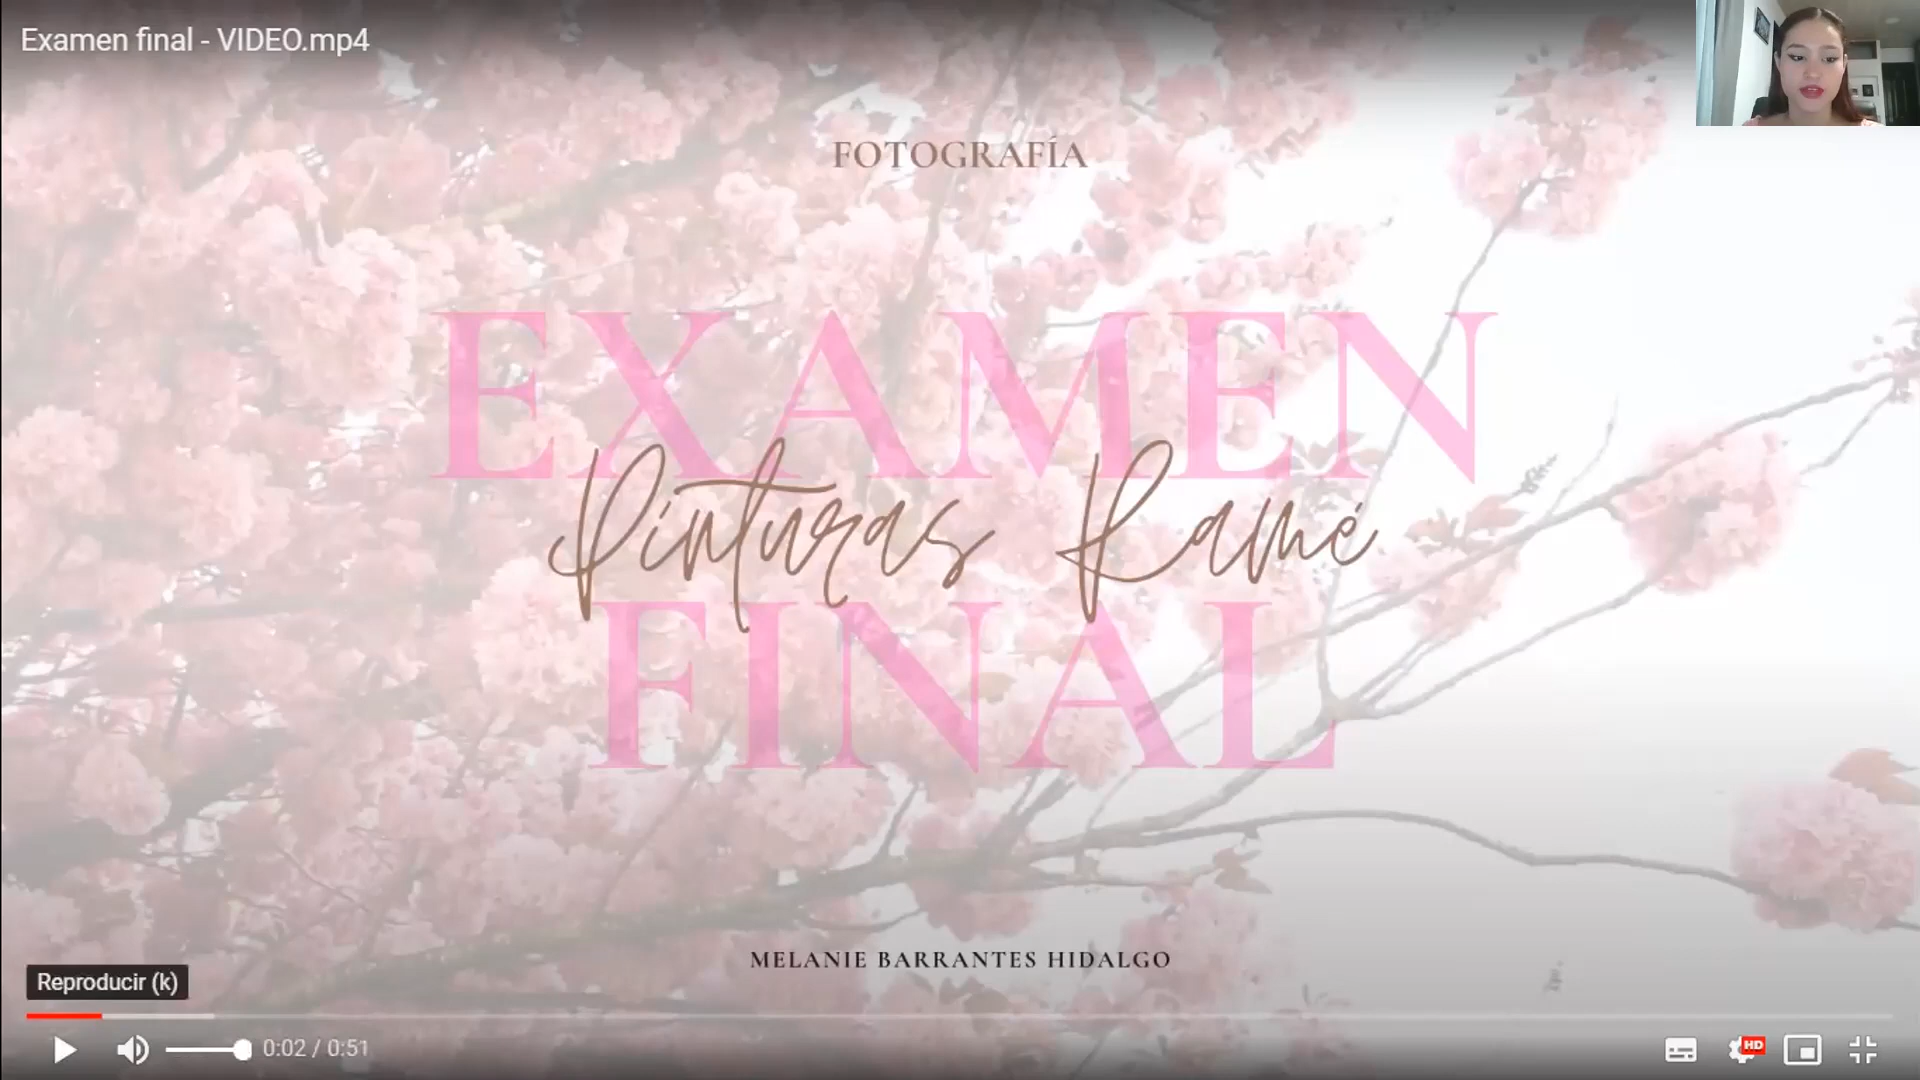 Examen final - VIDEO.mp4
FOTOGRAFÍA
EXAMEN
Pinturas Ramé
FINAL
MELANIE BARRANTES HIDALGO
Reproducir (k)
0:02 / 0:51
HD